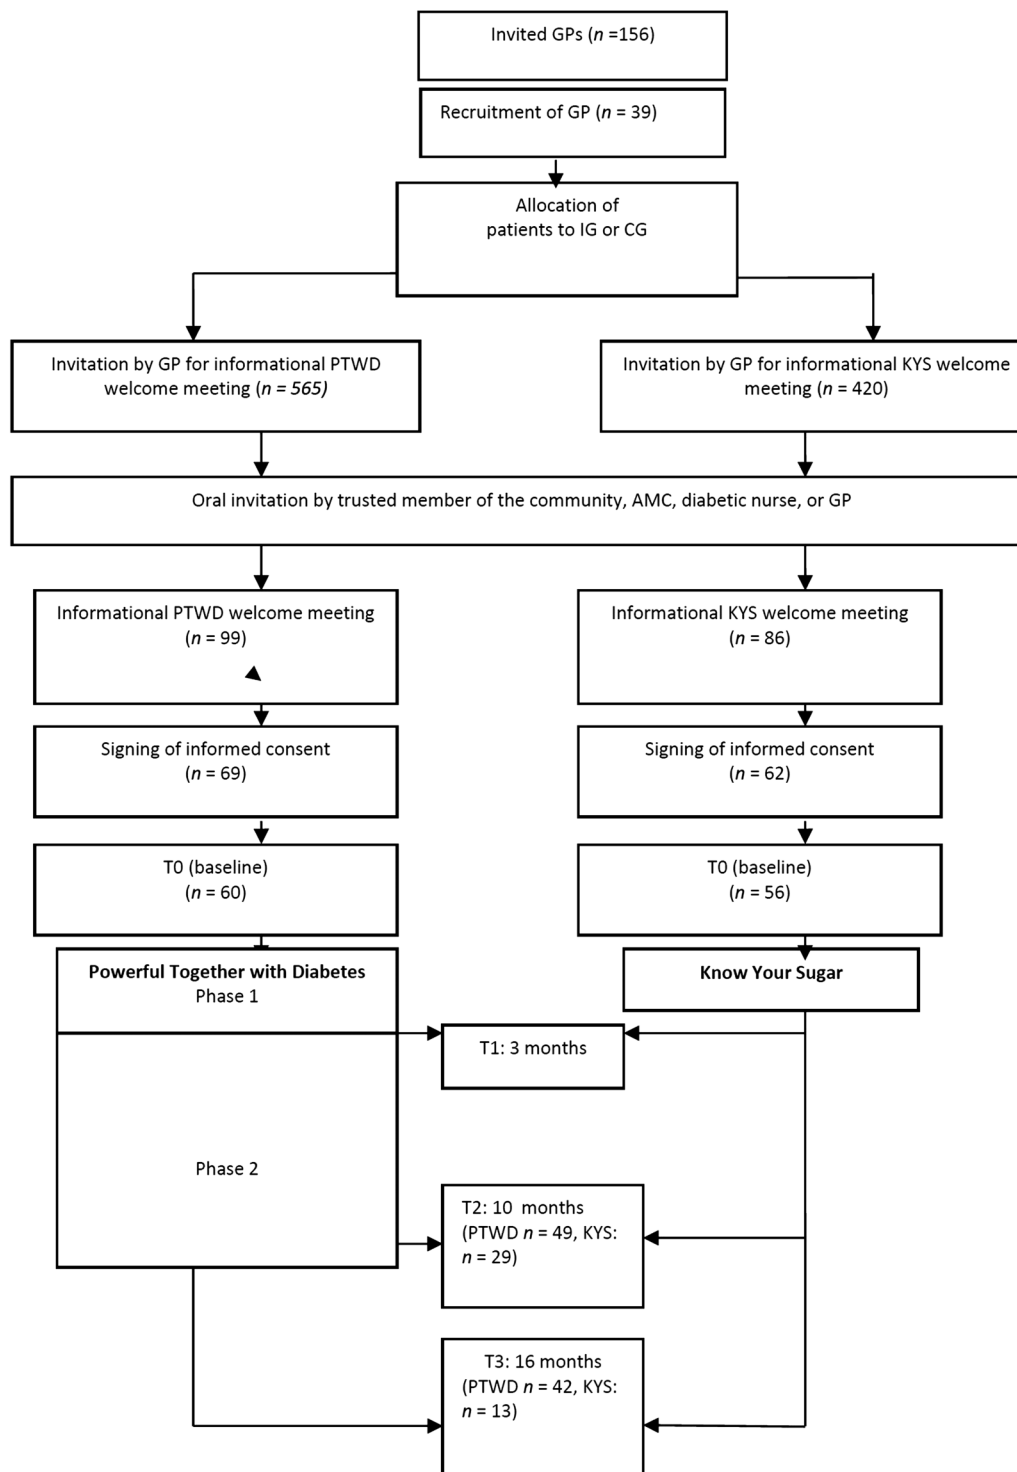 Invited GPs (n =156)
Recruitment of GP (n = 39)
Allocation of
patients to IG or CG
Invitation by GP for informational PTWD
welcome meeting (n = 565)
Invitation by GP for informational KYS welcome
meeting (n = 420)
Oral invitation by trusted member of the community, AMC, diabetic nurse, or GP
Informational PTWD welcome meeting
(n = 99)
Informational KYS welcome meeting
(n = 86)
Signing of informed consent
(n = 69)
Signing of informed consent
(n = 62)
T0 (baseline)
(n = 60)
T0 (baseline)
(n = 56)
Powerful Together with Diabetes
Phase 1
Know Your Sugar
T1: 3 months
Phase 2
T2: 10  months
(PTWD n = 49, KYS:
n = 29)
T3: 16 months
(PTWD n = 42, KYS:
n = 13)